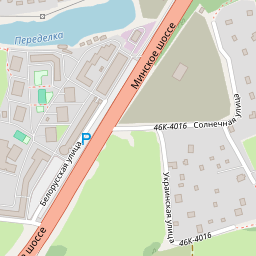 Переделка
Минское шоссе
46К-4016
Солнечная улица
P
Белорусская улица
Украинская улица
46К-4016
е шоссе